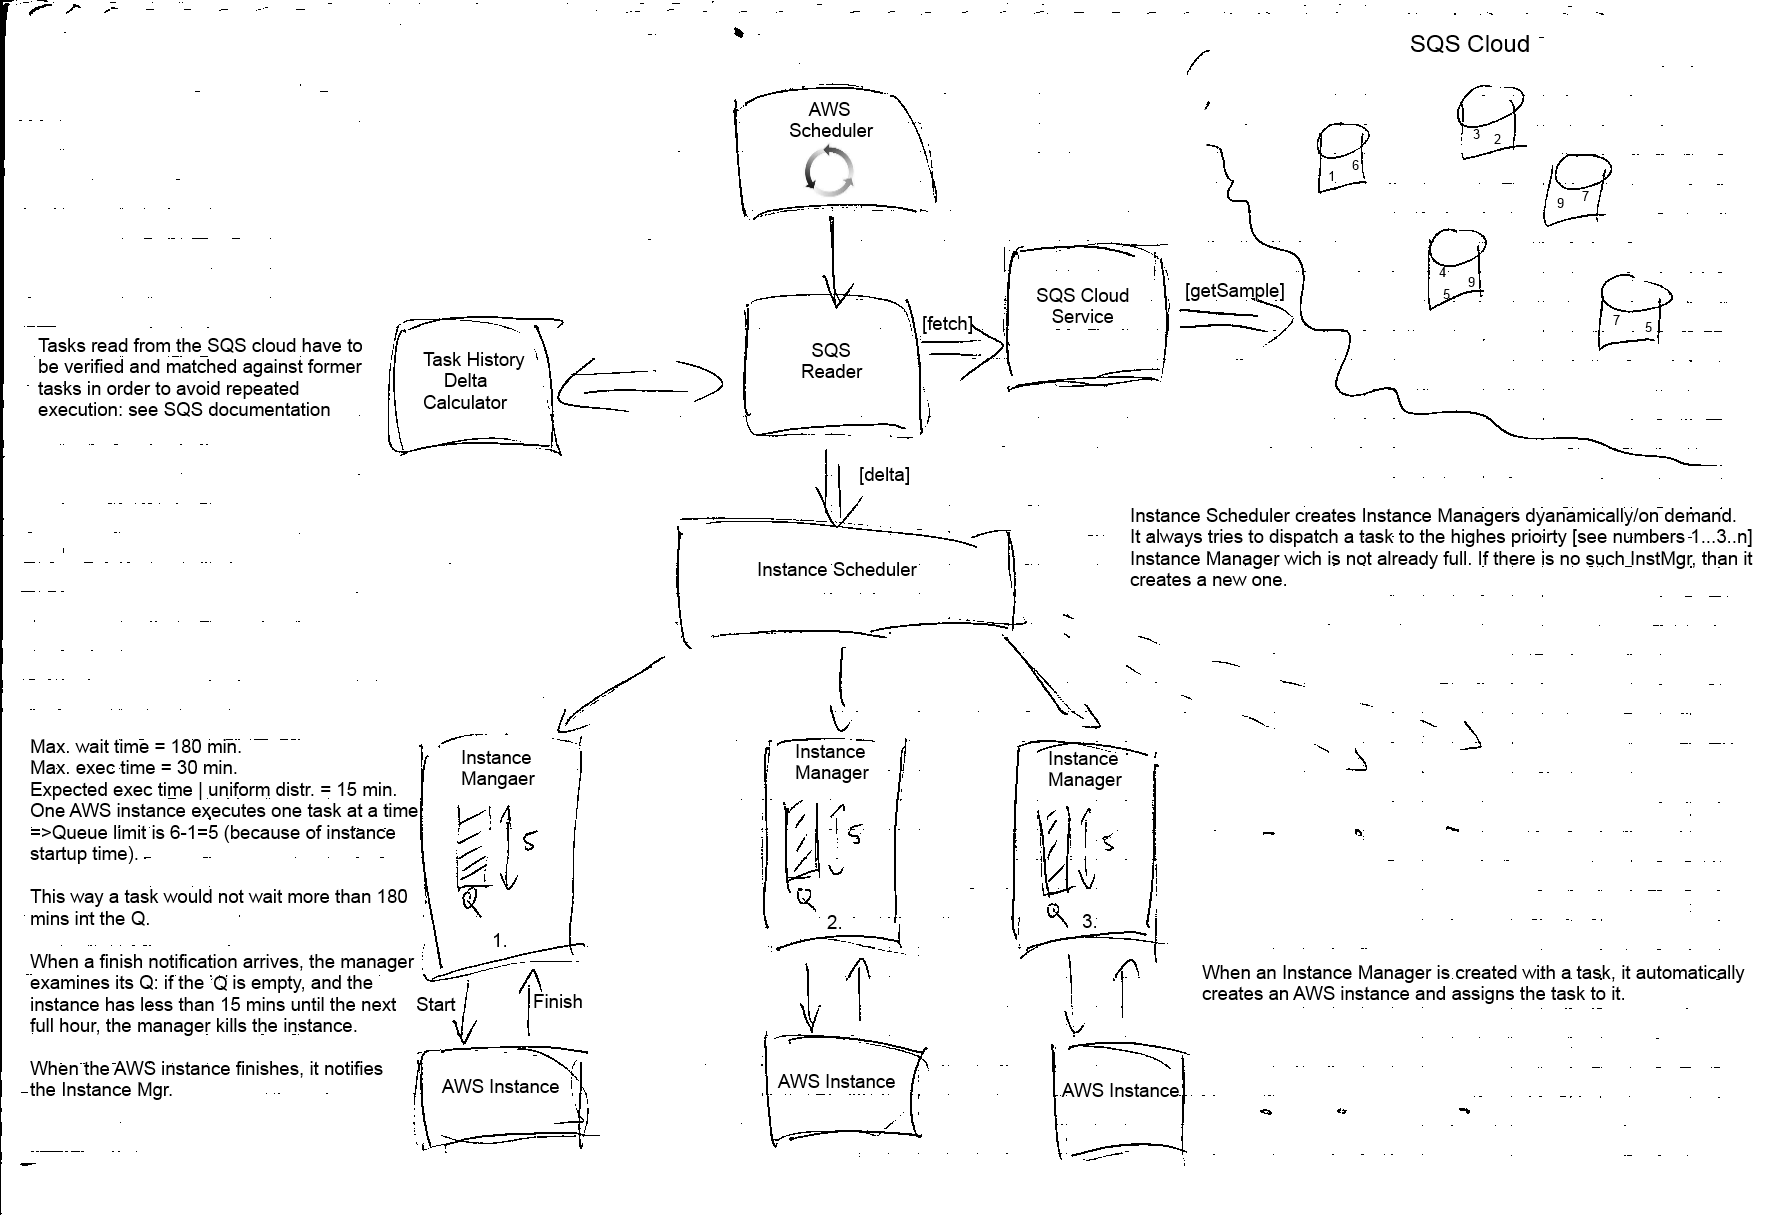 SQS Cloud
AWS
Scheduler
3 2
1 6
9 7
4 9
5
7 5
SQS Cloud
Service
[getSample]
[fetch]
SQS
Reader
Task History
Delta
Calculator
Tasks read from the SQS cloud have to
be verified and matched against former
tasks in order to avoid repeated
execution: see SQS documentation
[delta]
Instance Scheduler
Instance Scheduler creates Instance Managers dyanamically/on demand.
It always tries to dispatch a task to the highes prioirty [see numbers 1...3..n]
Instance Manager wich is not already full. If there is no such InstMgr, than it
creates a new one.
Max. wait time = 180 min.
Max. exec time = 30 min.
Expected exec time | uniform distr. = 15 min.
One AWS instance executes one task at a time
=>Queue limit is 6-1=5 (because of instance
startup time).
This way a task would not wait more than 180
mins int the Q.
When a finish notification arrives, the manager
examines its Q: if the Q is empty, and the
instance has less than 15 mins until the next
full hour, the manager kills the instance.
When the AWS instance finishes, it notifies
the Instance Mgr.
Instance
Mangaer
5
Q
1.
Instance
Manager
5
Q
2.
Instance
Manager
5
Q
3.
Start
Finish
When an Instance Manager is created with a task, it automatically
creates an AWS instance and assigns the task to it.
AWS Instance
AWS Instance
AWS Instance